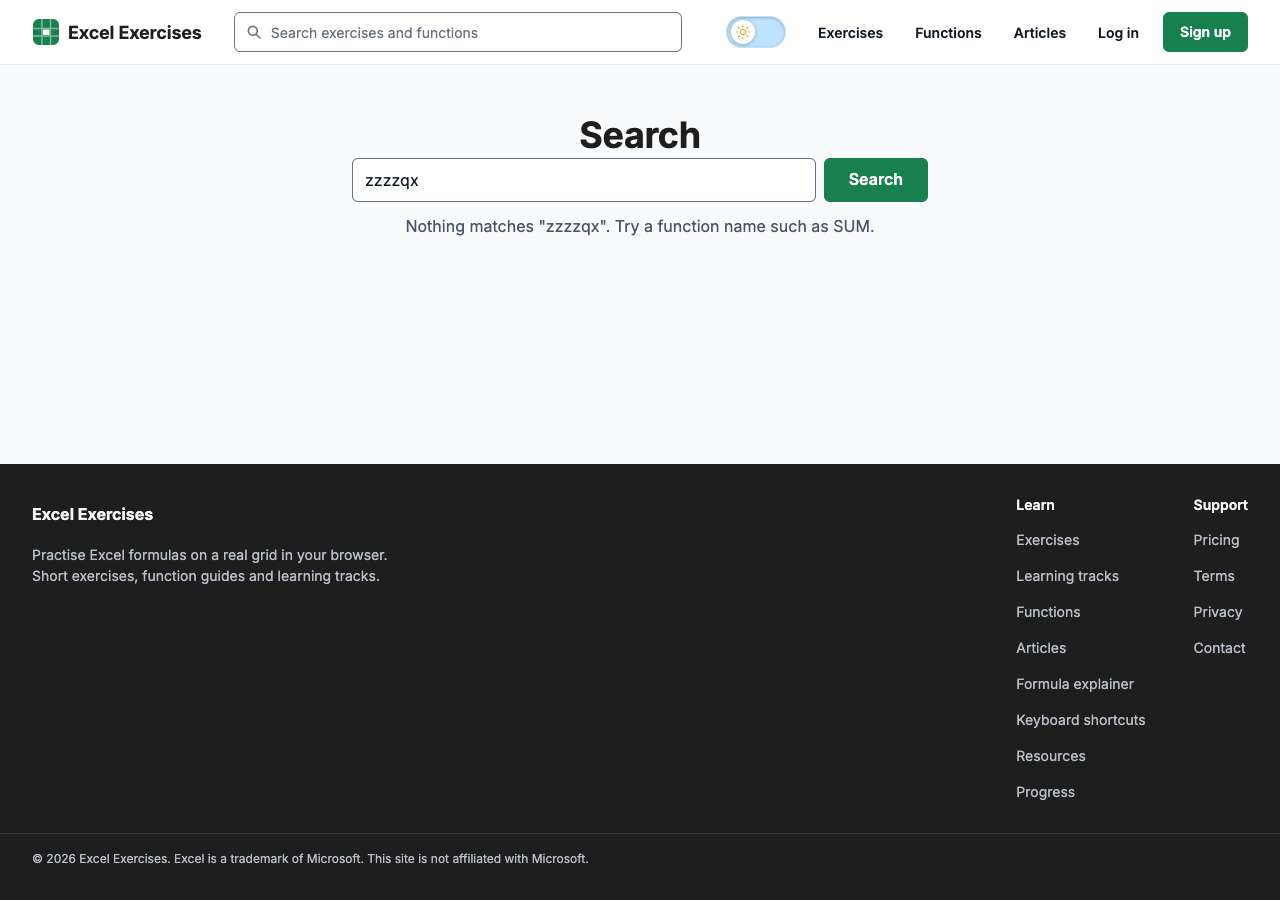 Excel Exercises
Search exercises and functions
Exercises
Functions
Articles
Log in
Sign up
Search
zzzzqx
Search
Nothing matches "zzzzqx". Try a function name such as SUM.
Excel Exercises
Practise Excel formulas on a real grid in your browser.
Short exercises, function guides and learning tracks.
Learn
Exercises
Learning tracks
Functions
Articles
Formula explainer
Keyboard shortcuts
Resources
Progress
Support
Pricing
Terms
Privacy
Contact
© 2026 Excel Exercises. Excel is a trademark of Microsoft. This site is not affiliated with Microsoft.